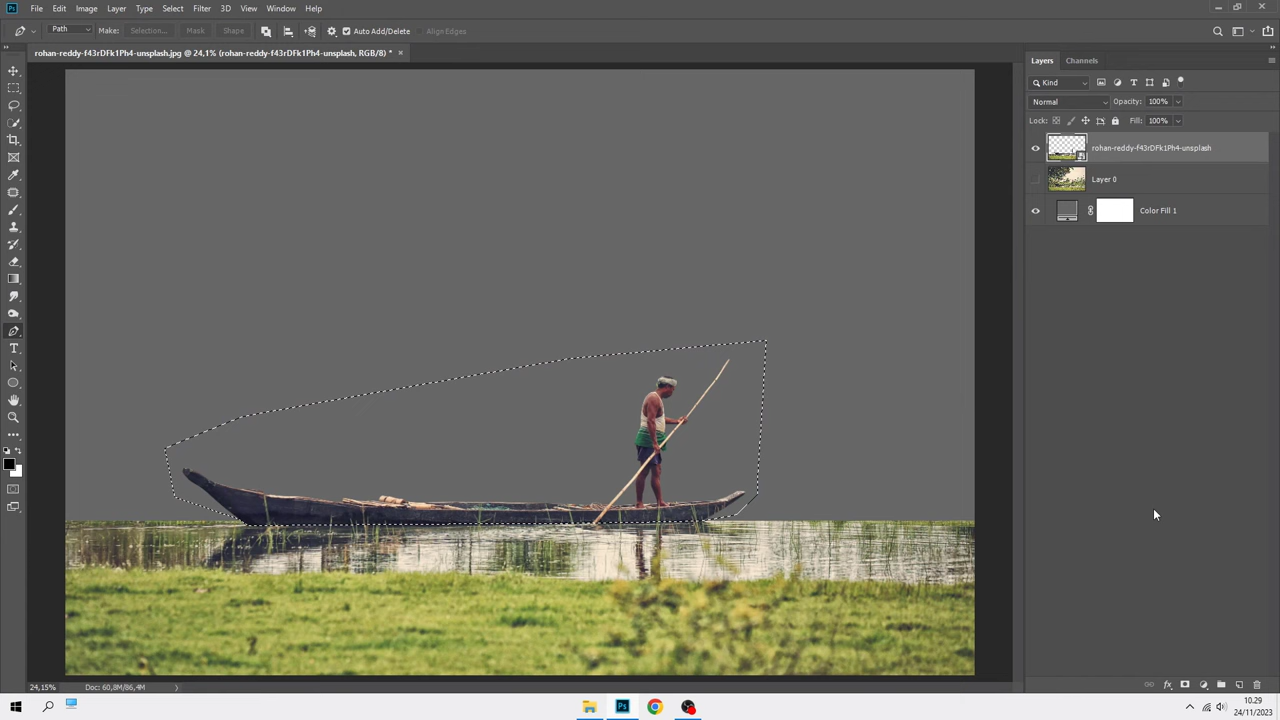 Ps File Edit Image Layer Type Select Filter 3D View Window Help
Path Make: Selection... Mask Shape Auto Add/Delete Align Edges
rohan-reddy-f43rDFk1Ph4-unsplash.jpg @ 24,1% (rohan-reddy-f43rDFk1Ph4-unsplash, RGB/8) *
Layers Channels
Kind
Normal Opacity: 100%
Lock: Fill: 100%
rohan-reddy-f43rDFk1Ph4-unsplash
Layer 0
Color Fill 1
24,15% Doc: 60,8M/86,4M
fx
Ps
10.29
24/11/2023